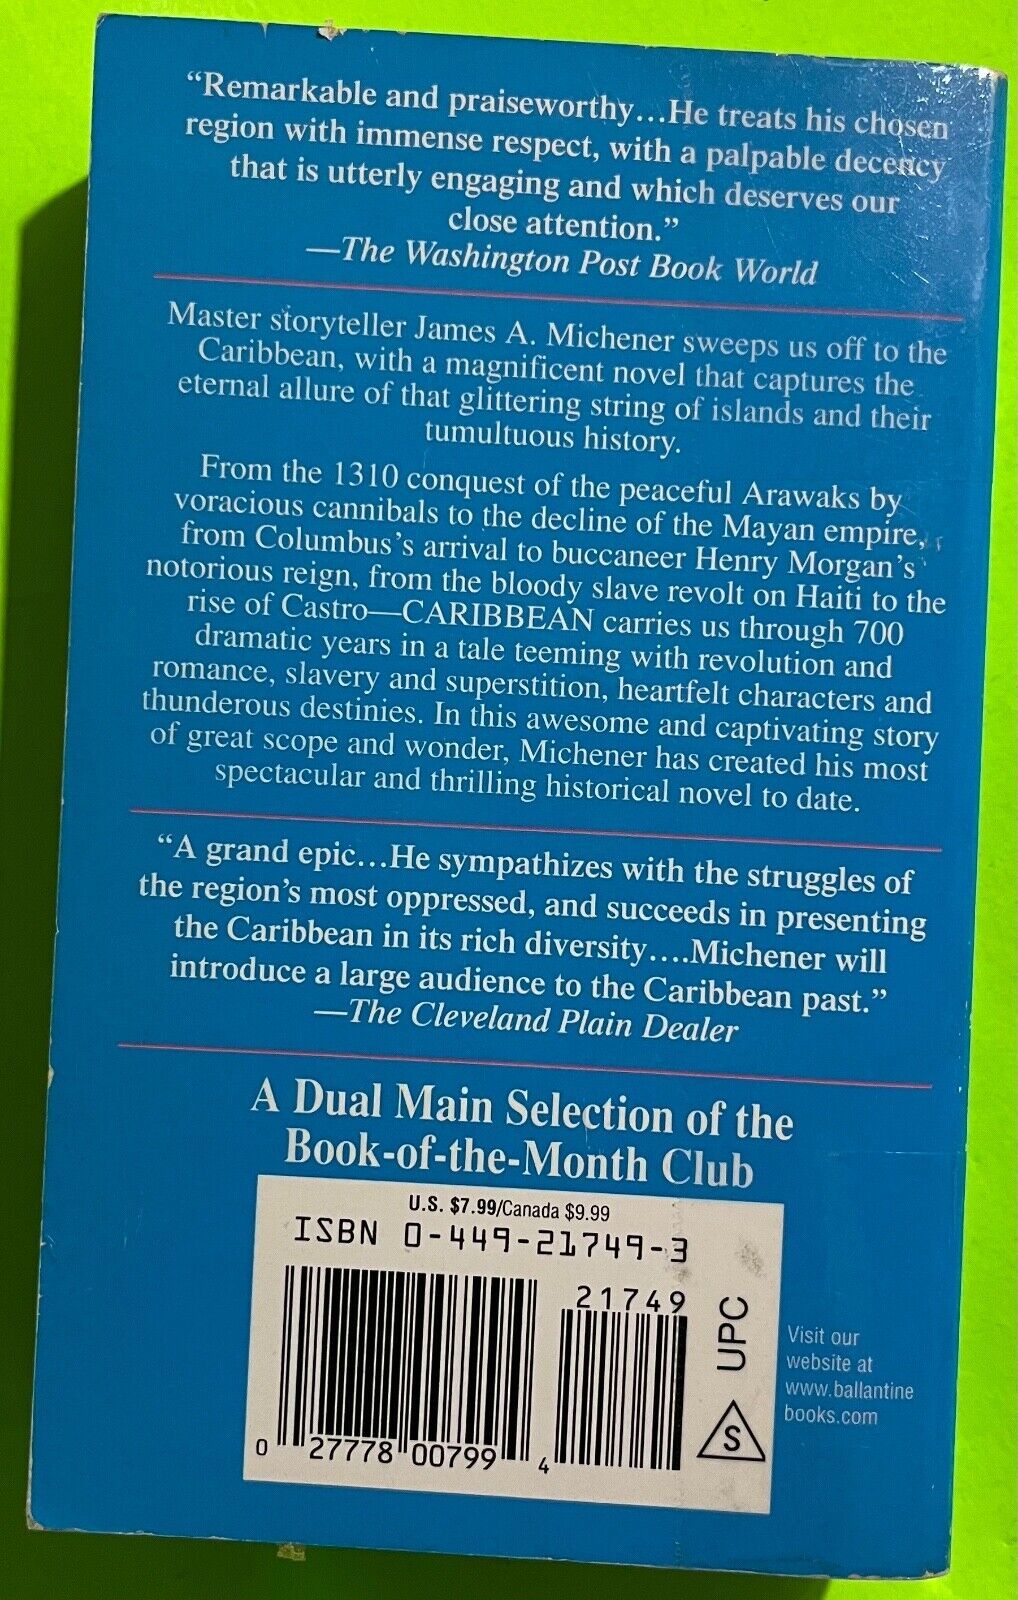 “Remarkable and praiseworthy...He treats his chosen
region with immense respect, with a palpable decency
that is utterly engaging and which deserves our
close attention.”
—The Washington Post Book World
Master storyteller James A. Michener sweeps us off to the
Caribbean, with a magnificent novel that captures the
eternal allure of that glittering string of islands and their
tumultuous history.
From the 1310 conquest of the peaceful Arawaks by
voracious cannibals to the decline of the Mayan empire,
from Columbus’s arrival to buccaneer Henry Morgan’s
notorious reign, from the bloody slave revolt on Haiti to the
rise of Castro—CARIBBEAN carries us through 700
dramatic years in a tale teeming with revolution and
romance, slavery and superstition, heartfelt characters and
thunderous destinies. In this awesome and captivating story
of great scope and wonder, Michener has created his most
spectacular and thrilling historical novel to date.
“A grand epic...He sympathizes with the struggles of
the region’s most oppressed, and succeeds in presenting
the Caribbean in its rich diversity....Michener will
introduce a large audience to the Caribbean past.”
—The Cleveland Plain Dealer
A Dual Main Selection of the
Book-of-the-Month Club
U.S. $7.99/Canada $9.99
ISBN 0-449-21749-3
21749
0 27778 00799 4
UPC
S
Visit our
website at
www.ballantine
books.com